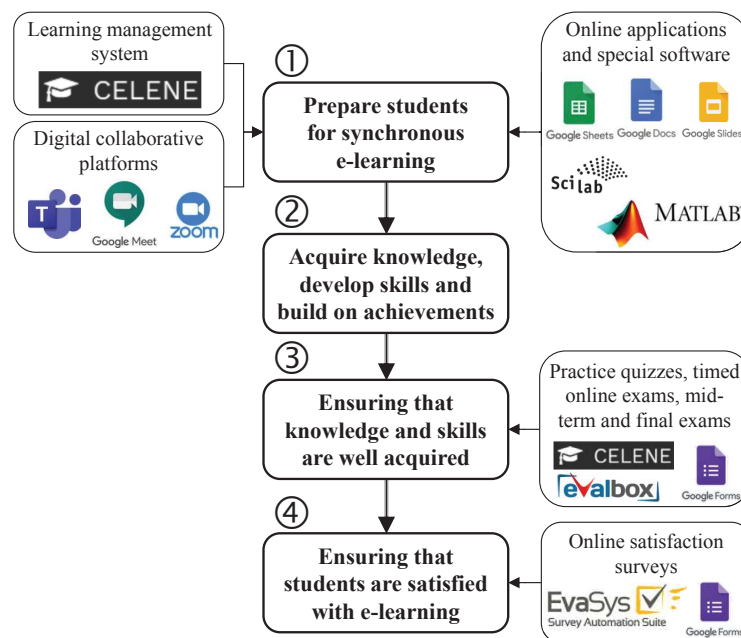 Learning management
system
CELENE
Digital collaborative
platforms
T
Google Meet
zoom
①
Prepare students
for synchronous
e-learning
Online applications
and special software
Google Sheets
Google Docs
Google Slides
Scilab
MATLAB
②
Acquire knowledge,
develop skills and
build on achievements
③
Ensuring that
knowledge and skills
are well acquired
Practice quizzes, timed
online exams, mid-
term and final exams
CELENE
evalbox
Google Forms
④
Ensuring that
students are satisfied
with e-learning
Online satisfaction
surveys
EvaSys
Survey Automation Suite
Google Forms